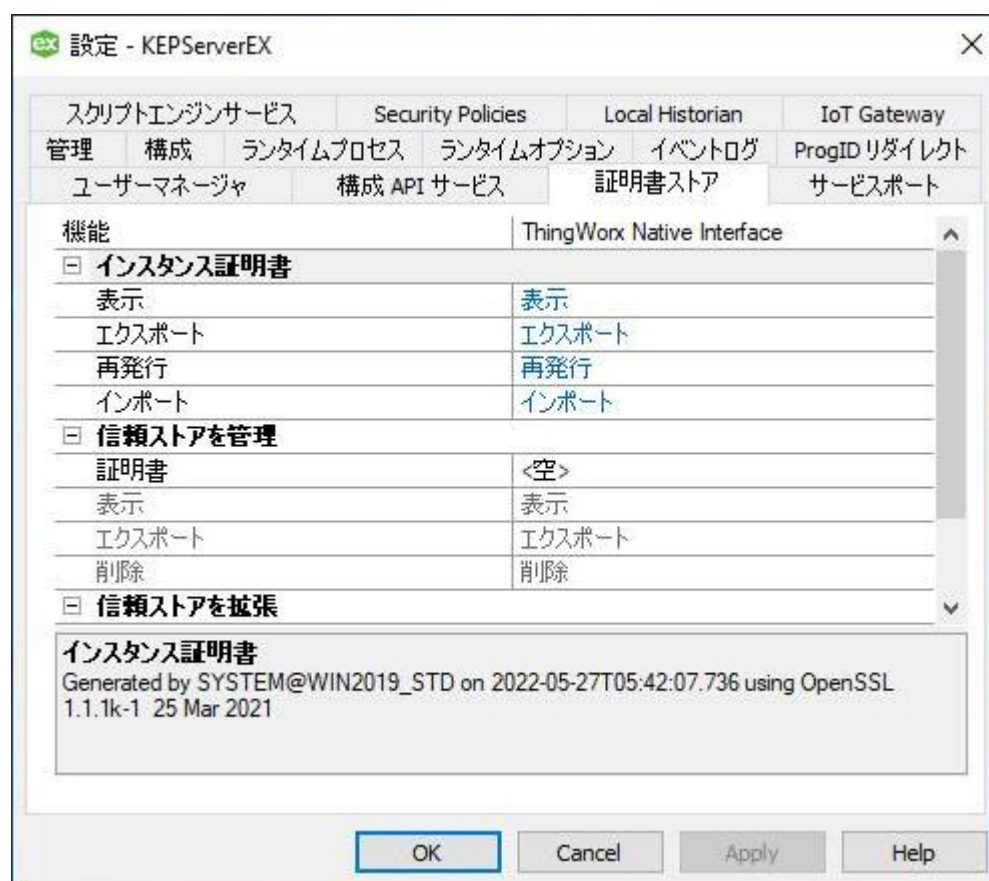 ex 設定 - KEPServerEX
スクリプトエンジンサービス Security Policies Local Historian IoT Gateway
管理 構成 ランタイムプロセス ランタイムオプション イベントログ ProgID リダイレクト
ユーザーマネージャ 構成 API サービス 証明書ストア サービスポート
機能 ThingWorx Native Interface
インスタンス証明書
表示 表示
エクスポート エクスポート
再発行 再発行
インポート インポート
信頼ストアを管理
証明書 <空>
表示 表示
エクスポート エクスポート
削除 削除
信頼ストアを拡張
インスタンス証明書
Generated by SYSTEM@WIN2019_STD on 2022-05-27T05:42:07.736 using OpenSSL
1.1.1k-1 25 Mar 2021
OK Cancel Apply Help